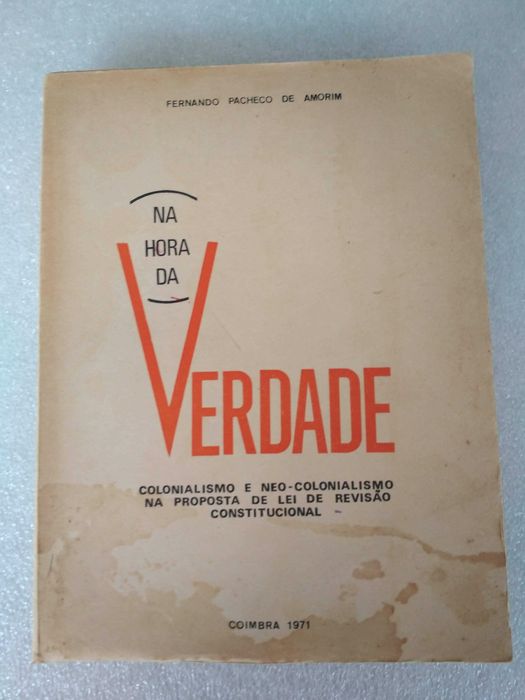 FERNANDO PACHECO DE AMORIM
NA
HORA
DA
VERDADE
COLONIALISMO E NEO-COLONIALISMO
NA PROPOSTA DE LEI DE REVISÃO
CONSTITUCIONAL
COIMBRA 1971